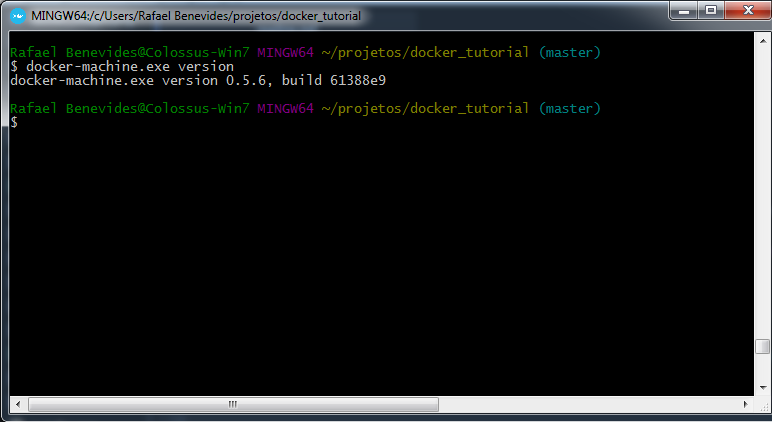 MINGW64:/c/Users/Rafael Benevides/projetos/docker_tutorial
Rafael Benevides@Colossus-Win7 MINGW64 ~/projetos/docker_tutorial (master)
$ docker-machine.exe version
docker-machine.exe version 0.5.6, build 61388e9
Rafael Benevides@Colossus-Win7 MINGW64 ~/projetos/docker_tutorial (master)
$